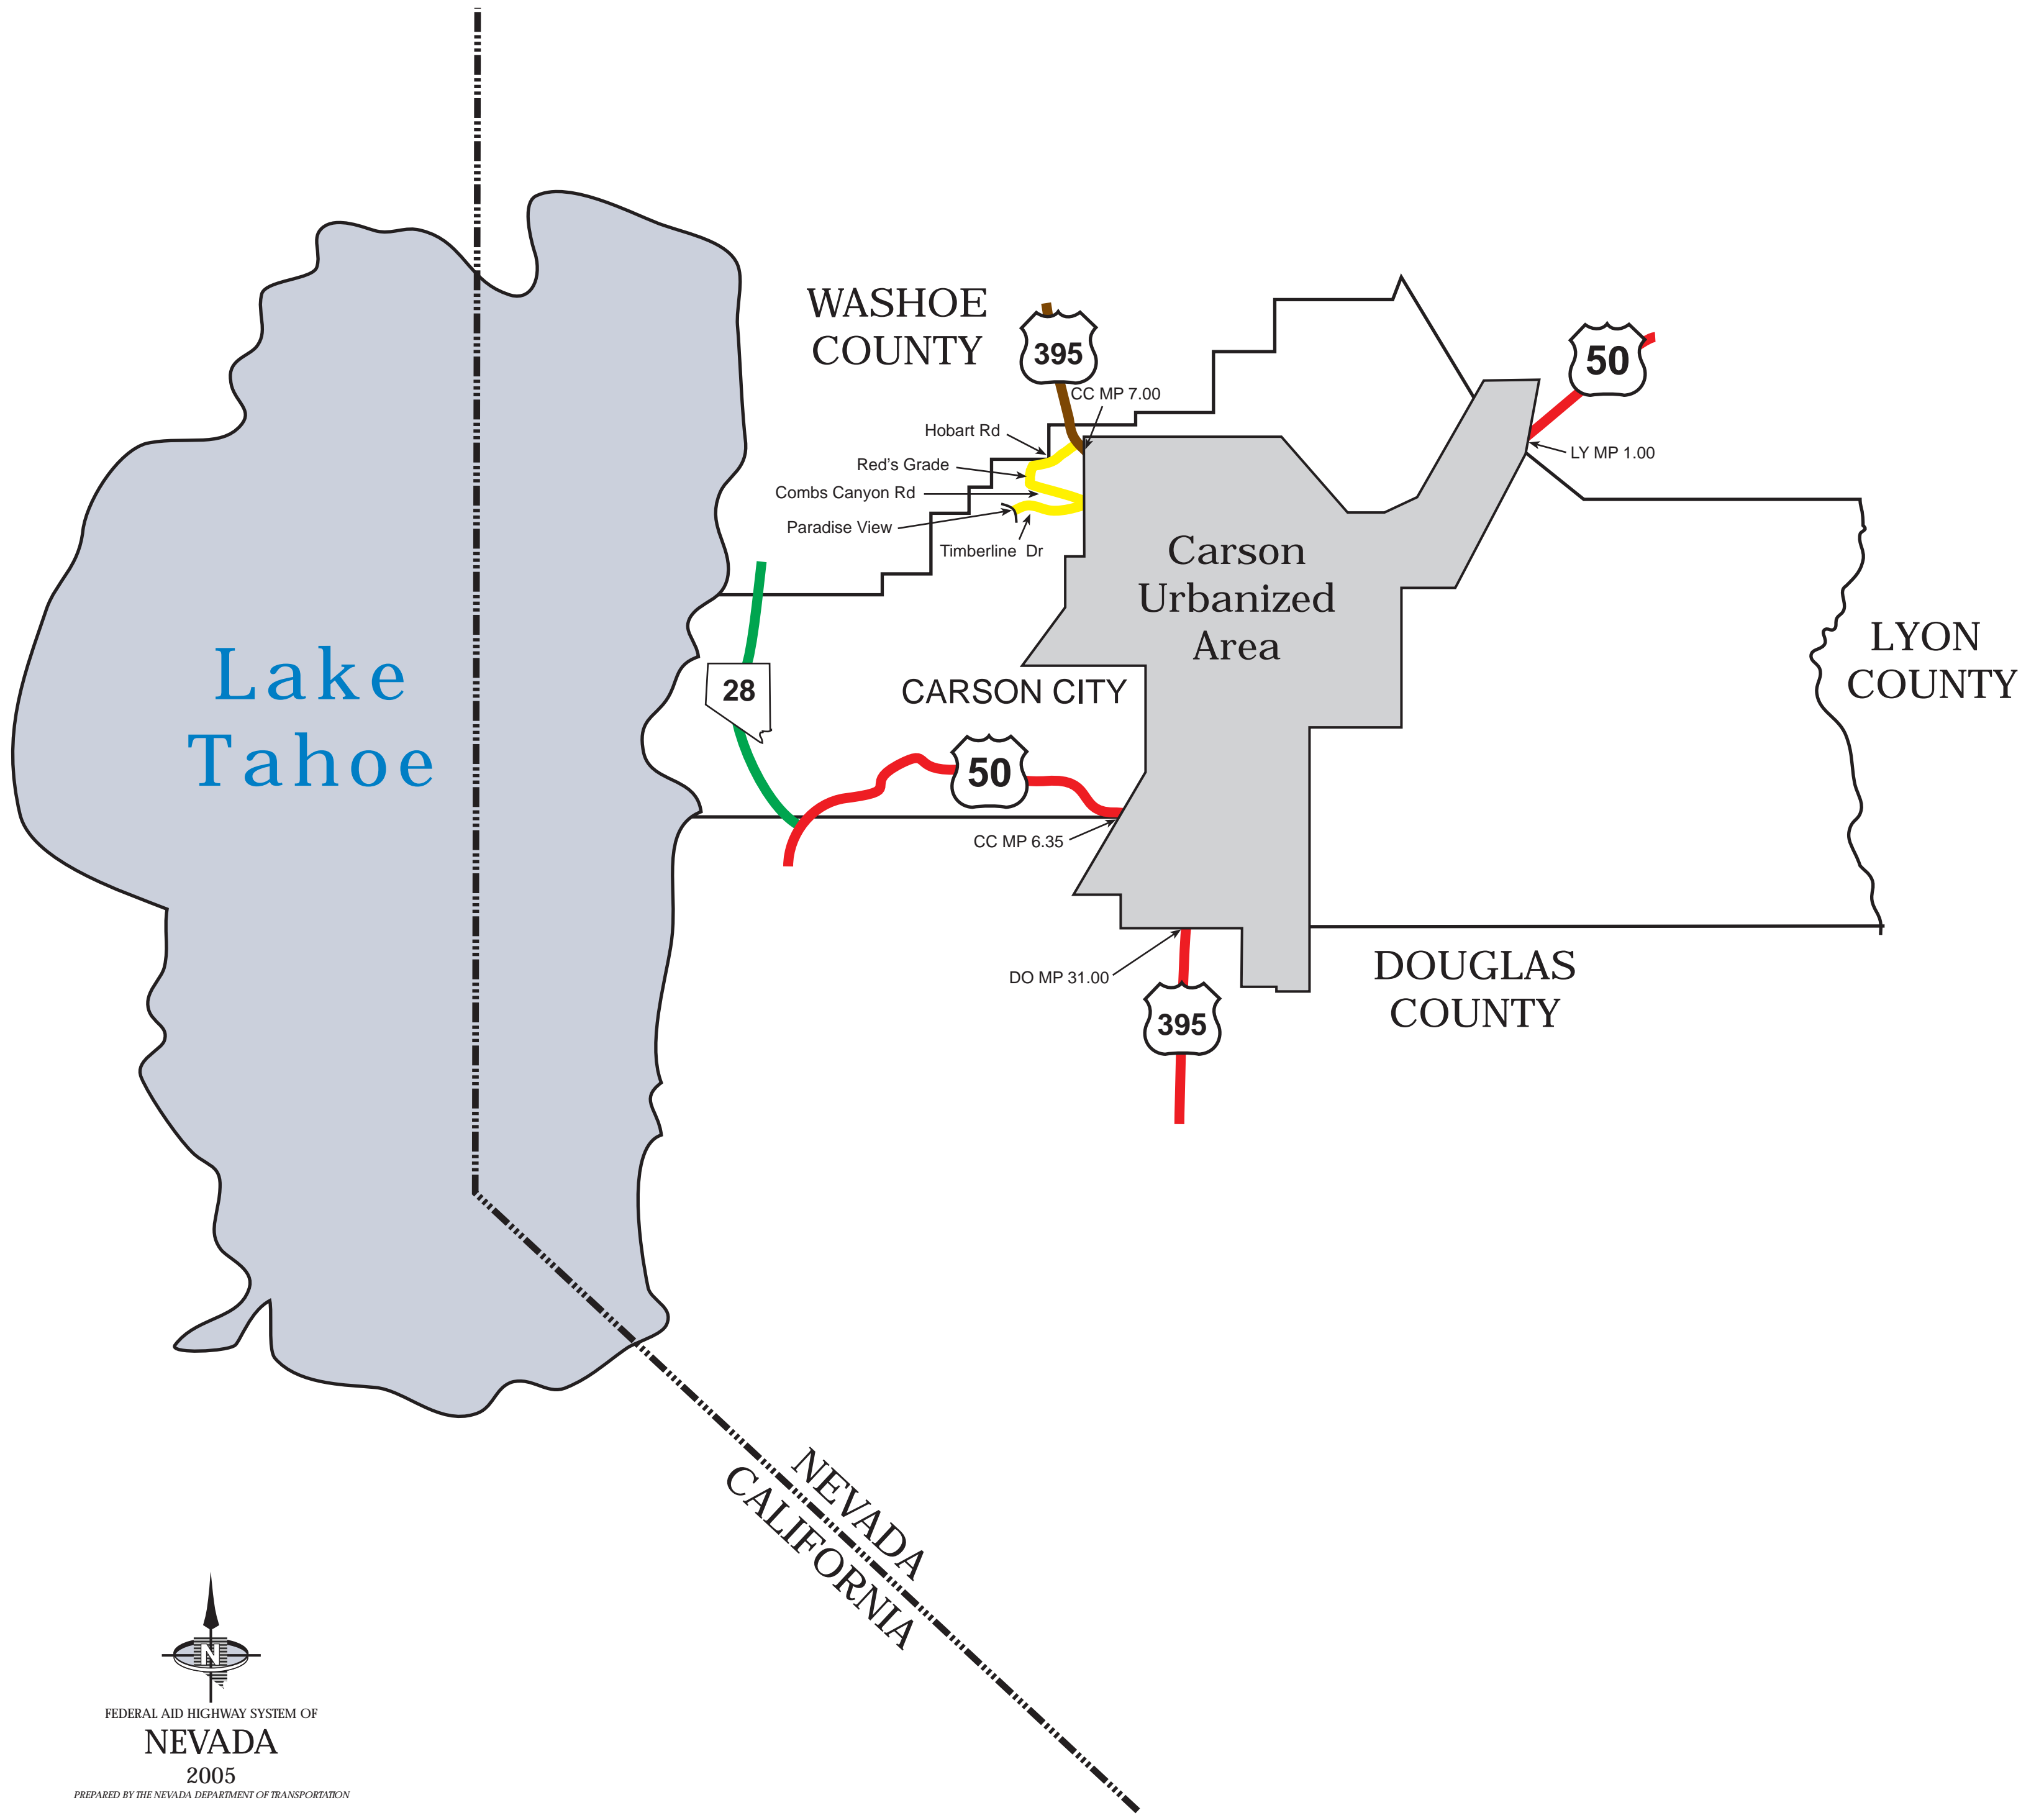 WASHOE
COUNTY
395
CC MP 7.00
50
LY MP 1.00
Hobart Rd
Red's Grade
Combs Canyon Rd
Paradise View
Timberline Dr
Carson
Urbanized
Area
Lake
Tahoe
28
CARSON CITY
LYON
COUNTY
50
CC MP 6.35
DO MP 31.00
395
DOUGLAS
COUNTY
NEVADA
CALIFORNIA
N
FEDERAL AID HIGHWAY SYSTEM OF
NEVADA
2005
PREPARED BY THE NEVADA DEPARTMENT OF TRANSPORTATION